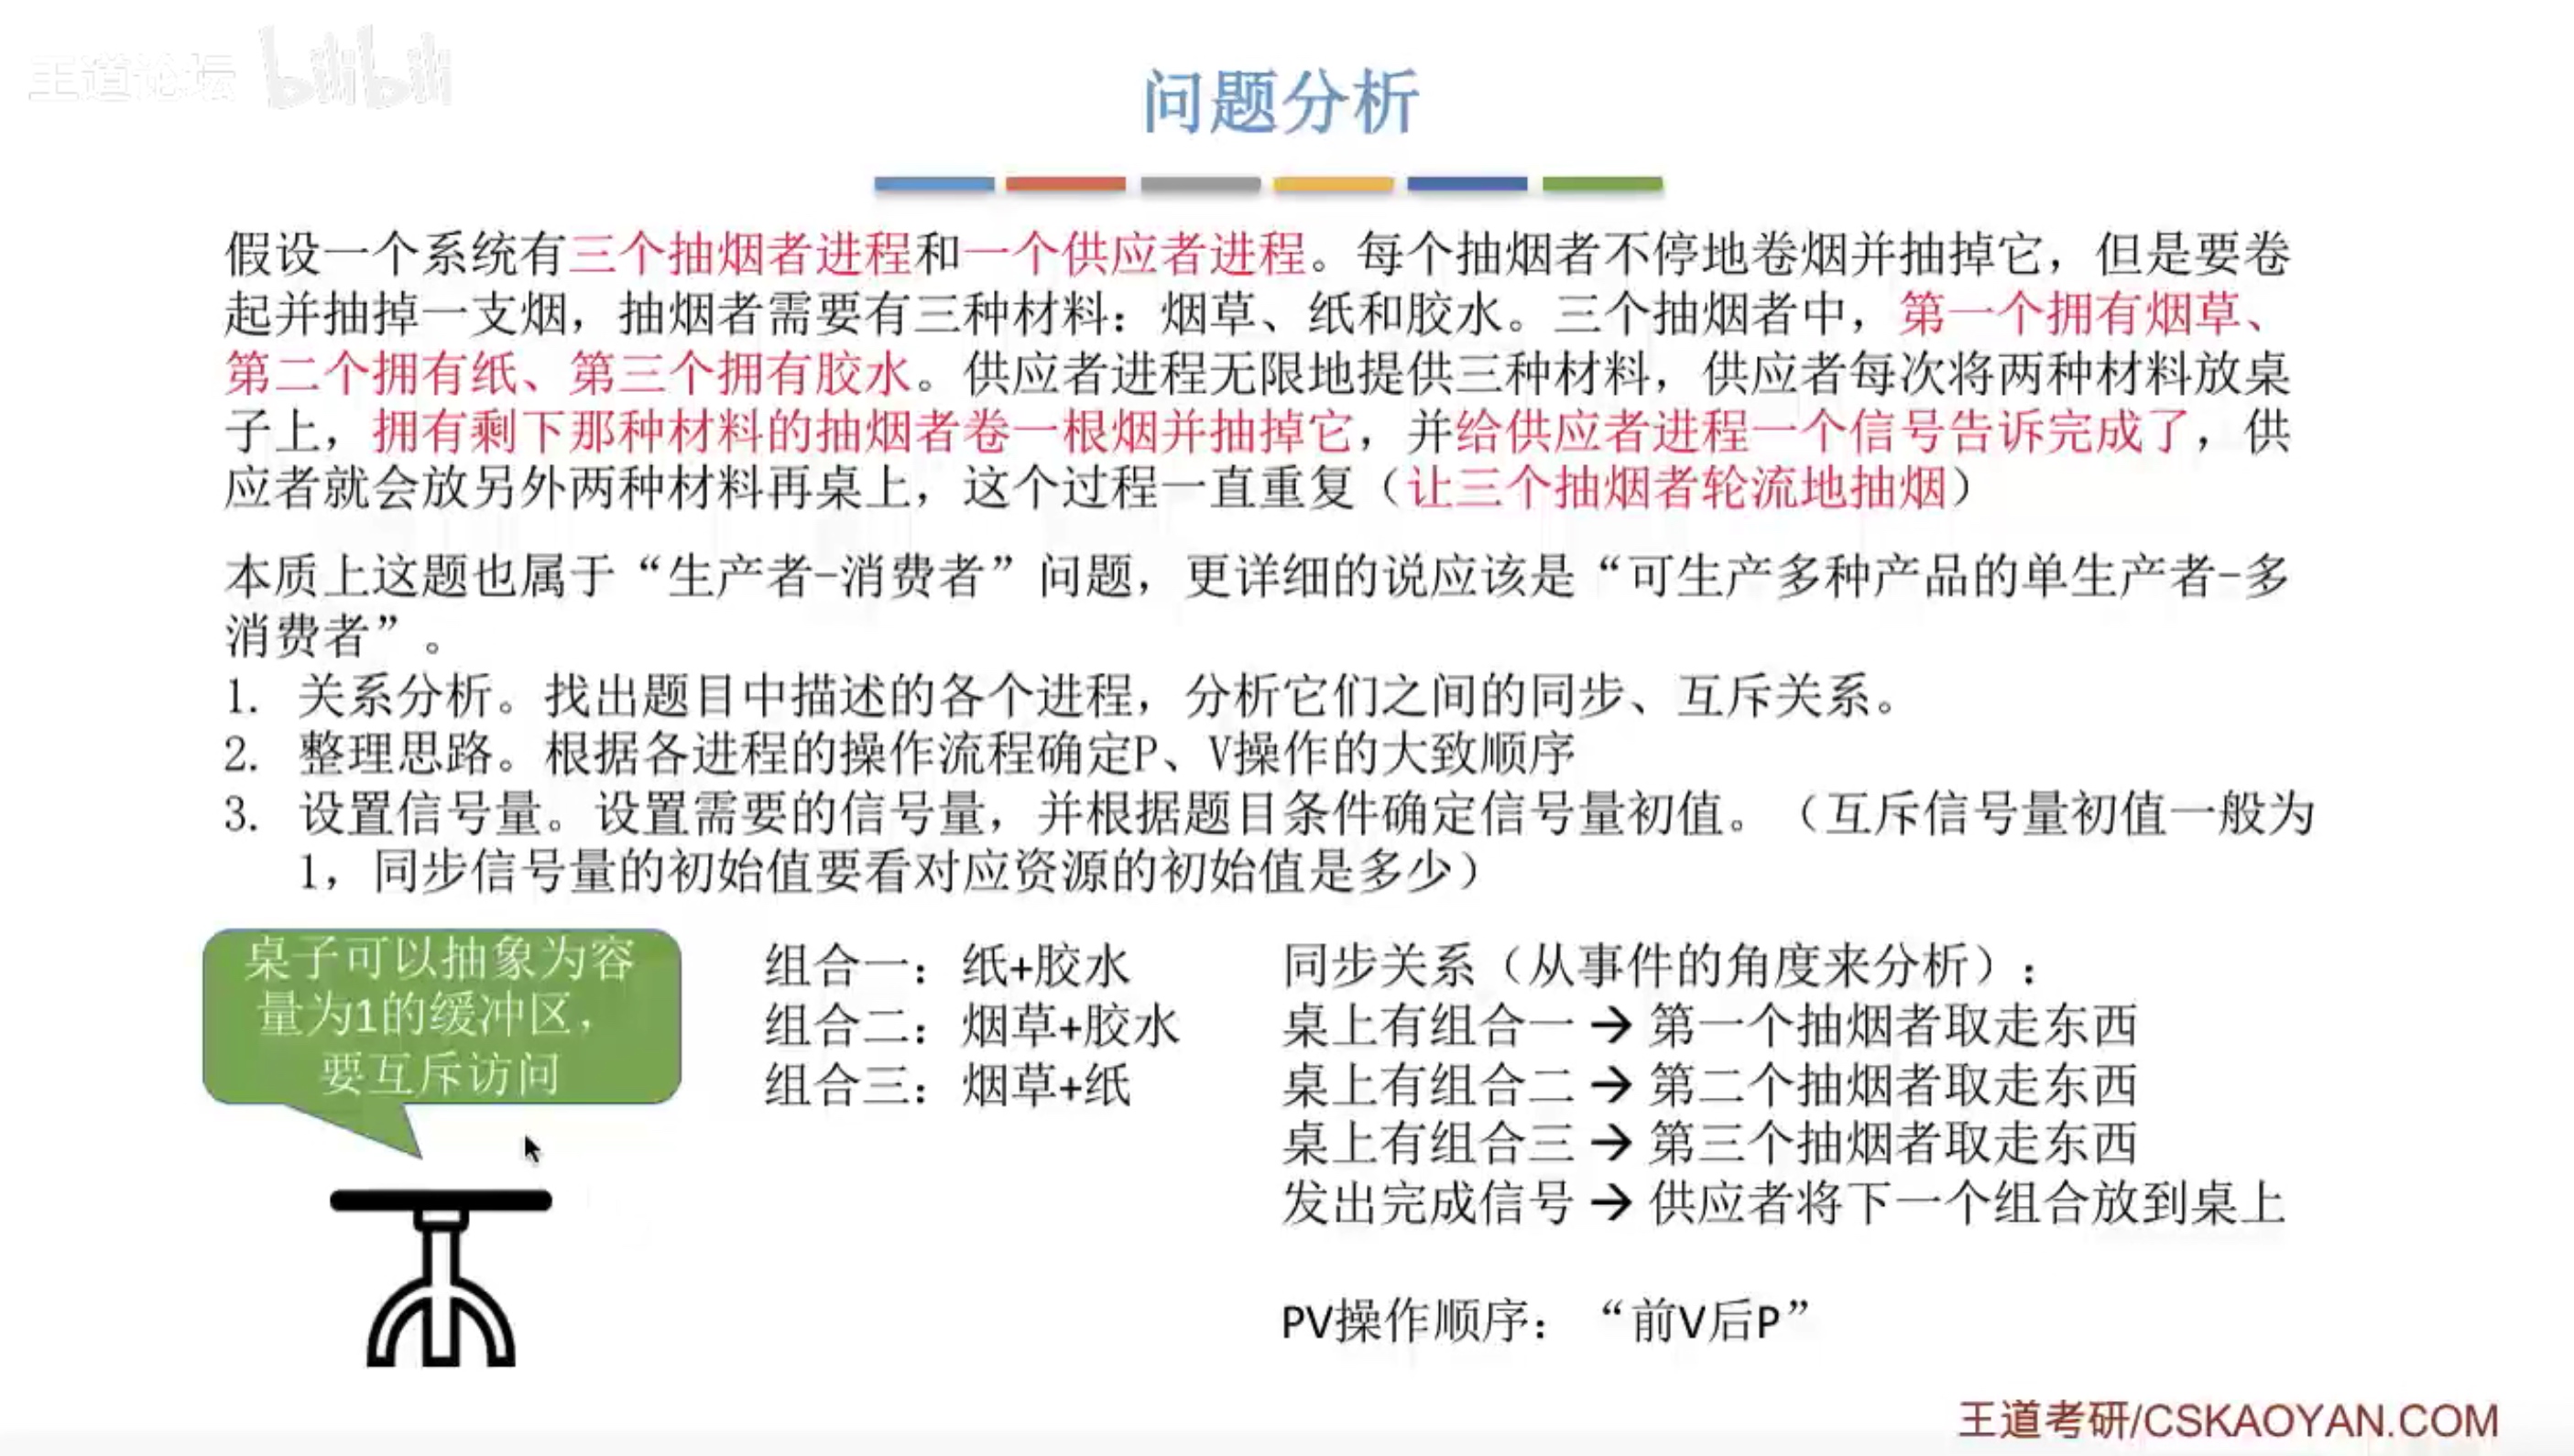 王道论坛 bilibili
问题分析
假设一个系统有三个抽烟者进程和一个供应者进程。每个抽烟者不停地卷烟并抽掉它，但是要卷
起并抽掉一支烟，抽烟者需要有三种材料：烟草、纸和胶水。三个抽烟者中，第一个拥有烟草、
第二个拥有纸、第三个拥有胶水。供应者进程无限地提供三种材料，供应者每次将两种材料放桌
子上，拥有剩下那种材料的抽烟者卷一根烟并抽掉它，并给供应者进程一个信号告诉完成了，供
应者就会放另外两种材料再桌上，这个过程一直重复（让三个抽烟者轮流地抽烟）
本质上这题也属于“生产者-消费者”问题，更详细的说应该是“可生产多种产品的单生产者-多
消费者”。
1. 关系分析。找出题目中描述的各个进程，分析它们之间的同步、互斥关系。
2. 整理思路。根据各进程的操作流程确定P、V操作的大致顺序
3. 设置信号量。设置需要的信号量，并根据题目条件确定信号量初值。（互斥信号量初值一般为
1，同步信号量的初始值要看对应资源的初始值是多少）
桌子可以抽象为容
量为1的缓冲区，
要互斥访问
组合一：纸+胶水
组合二：烟草+胶水
组合三：烟草+纸
同步关系（从事件的角度来分析）：
桌上有组合一 → 第一个抽烟者取走东西
桌上有组合二 → 第二个抽烟者取走东西
桌上有组合三 → 第三个抽烟者取走东西
发出完成信号 → 供应者将下一个组合放到桌上
PV操作顺序：“前V后P”
王道考研/CSKAOYAN.COM